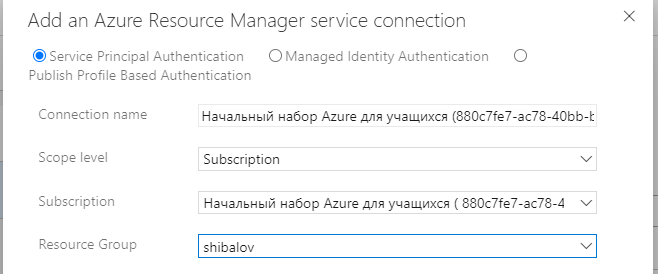 Add an Azure Resource Manager service connection
Service Principal Authentication Managed Identity Authentication
Publish Profile Based Authentication
Connection name Начальный набор Azure для учащихся (880c7fe7-ac78-40bb-b
Scope level Subscription
Subscription Начальный набор Azure для учащихся ( 880c7fe7-ac78-4
Resource Group shibalov